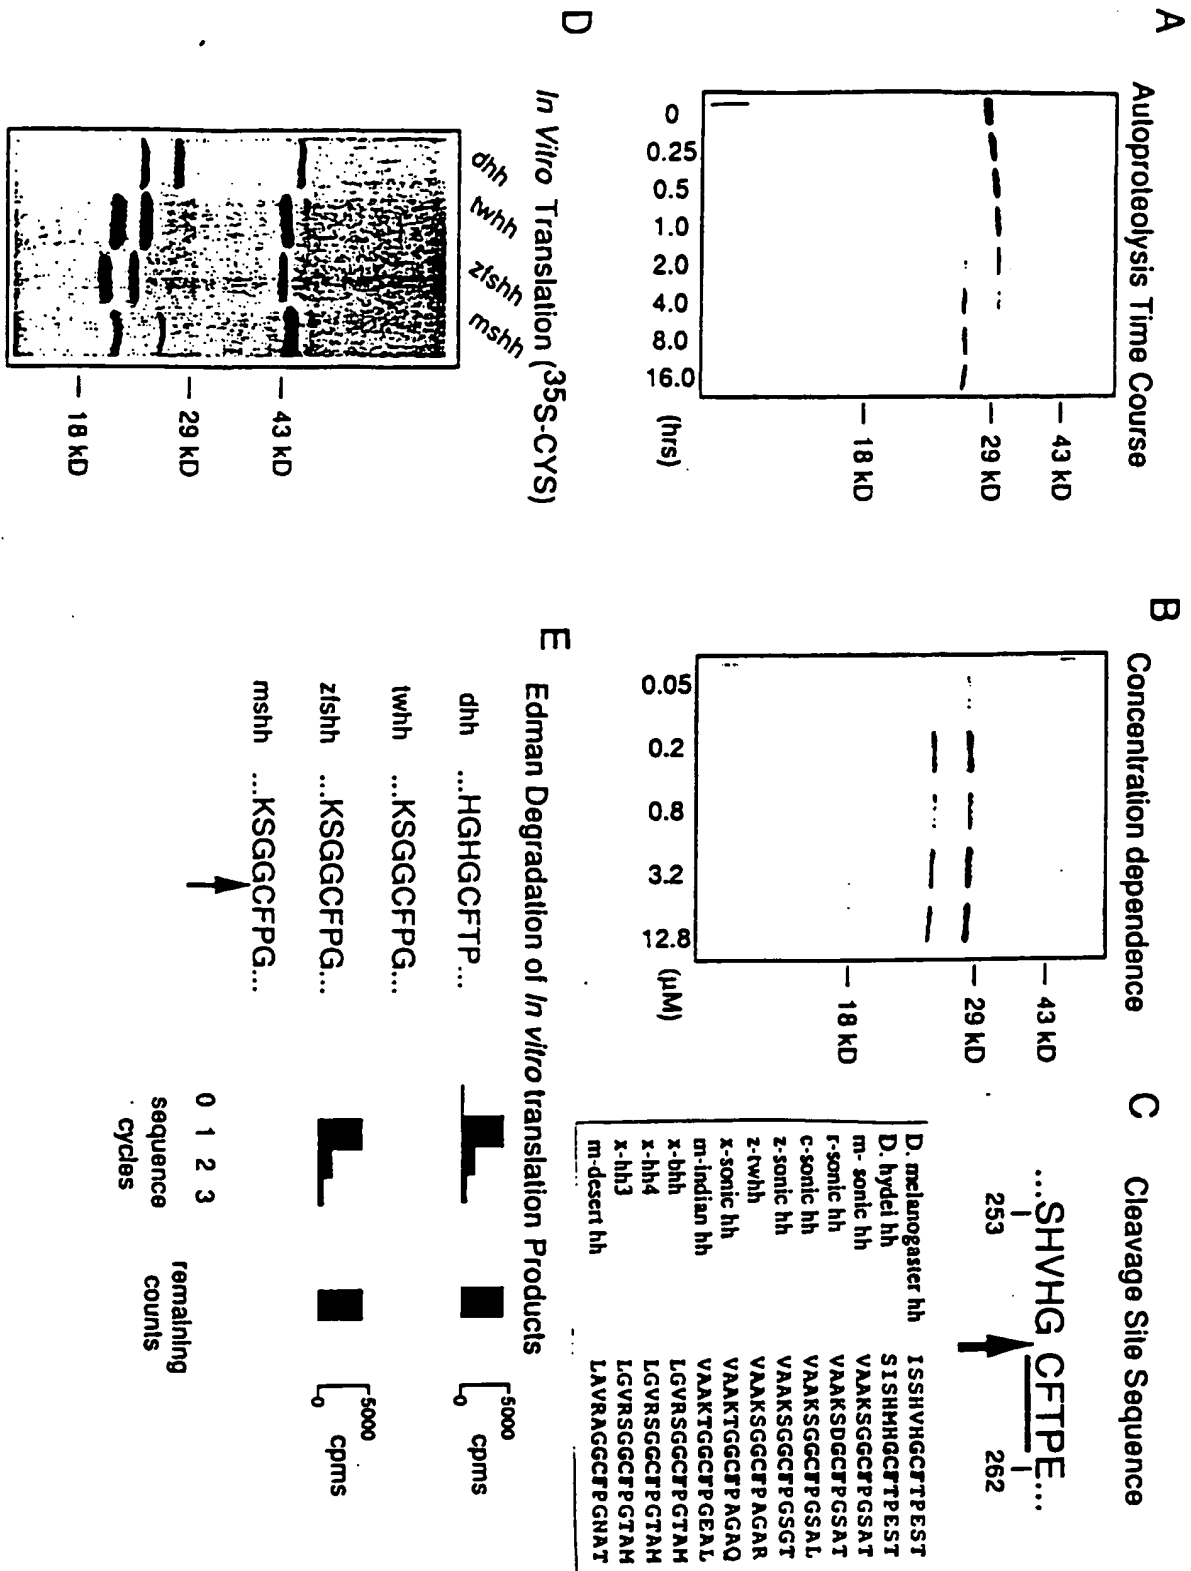 A
Autoproteolysis Time Course
0
0.25
0.5
1.0
2.0
4.0
8.0
16.0
(hrs)
43 kD
29 kD
18 kD
B
Concentration dependence
0.05
0.2
0.8
3.2
12.8
(μM)
43 kD
29 kD
18 kD
C
Cleavage Site Sequence
...SHVHG CFTPE...
253
262
D. melanogaster hh ISSHVHGCFTPEST
D. hydei hh SISHMHGCFTPEST
m- sonic hh VAAKSGGCFPGSAT
r-sonic hh VAAKSDGCFPGSAT
c-sonic hh VAAKSGGCFPGSAL
z-sonic hh VAAKSGGCFPGSGT
z-twhh VAAKSGGCFPAGAR
x-sonic hh VAAKTGGCFPAGAQ
m-indian hh VAAKTGGCFPGEAL
x-bhh LGVRSGGCFPGTAM
x-hh4 LGVRSGGCFPGTAM
x-hh3 LGVRSGGCFPGTAM
m-desert hh LAVRAGGCFPGNAT
D
In Vitro Translation (³⁵S-CYS)
dhh
twhh
zfshh
mshh
43 kD
29 kD
18 kD
E
Edman Degradation of In vitro translation Products
dhh ...HGHGCFTP...
twhh ...KSGGCFPG...
zfshh ...KSGGCFPG...
mshh ...KSGGCFPG...
5000
0
cpms
5000
0
cpms
0 1 2 3
sequence
cycles
remaining
counts